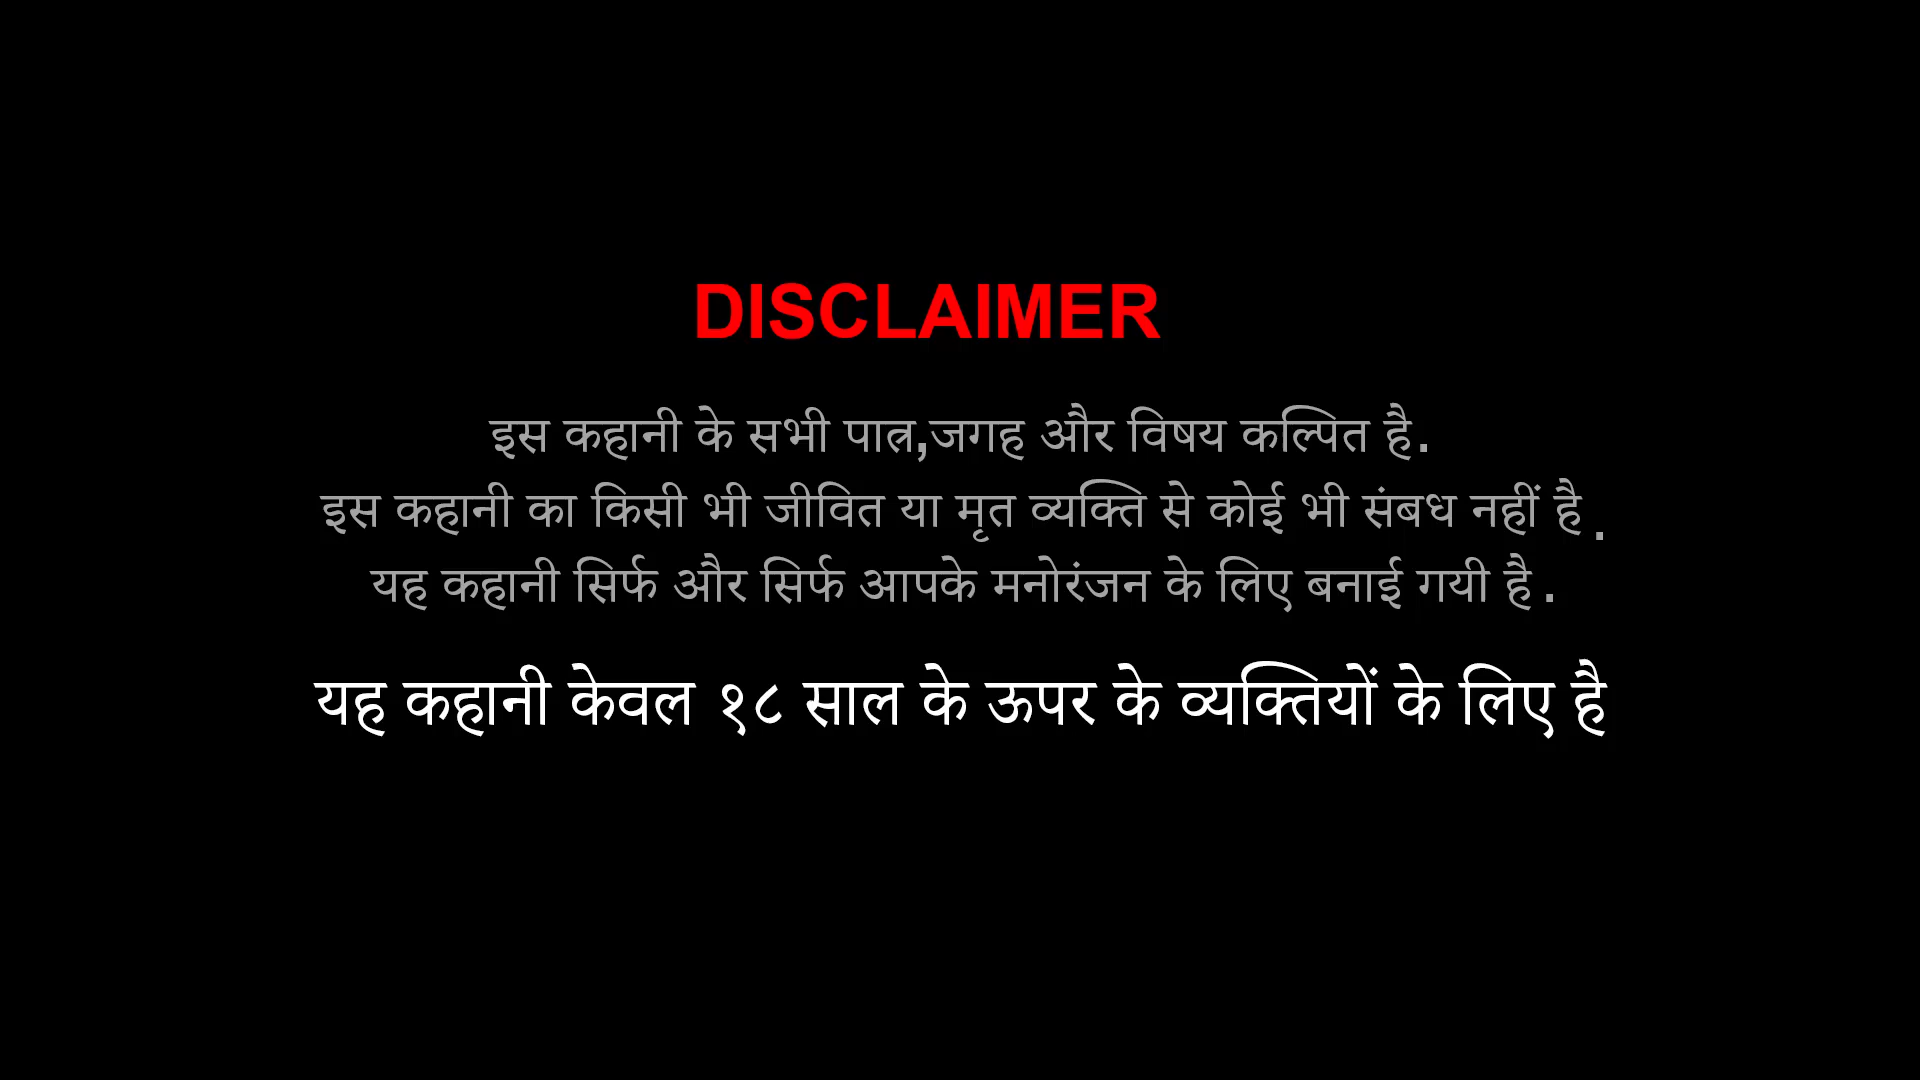 DISCLAIMER
इस कहानी के सभी पात्र,जगह और विषय कल्पित है.
इस कहानी का किसी भी जीवित या मृत व्यक्ति से कोई भी संबध नहीं है .
यह कहानी सिर्फ और सिर्फ आपके मनोरंजन के लिए बनाई गयी है .
यह कहानी केवल १८ साल के ऊपर के व्यक्तियों के लिए है